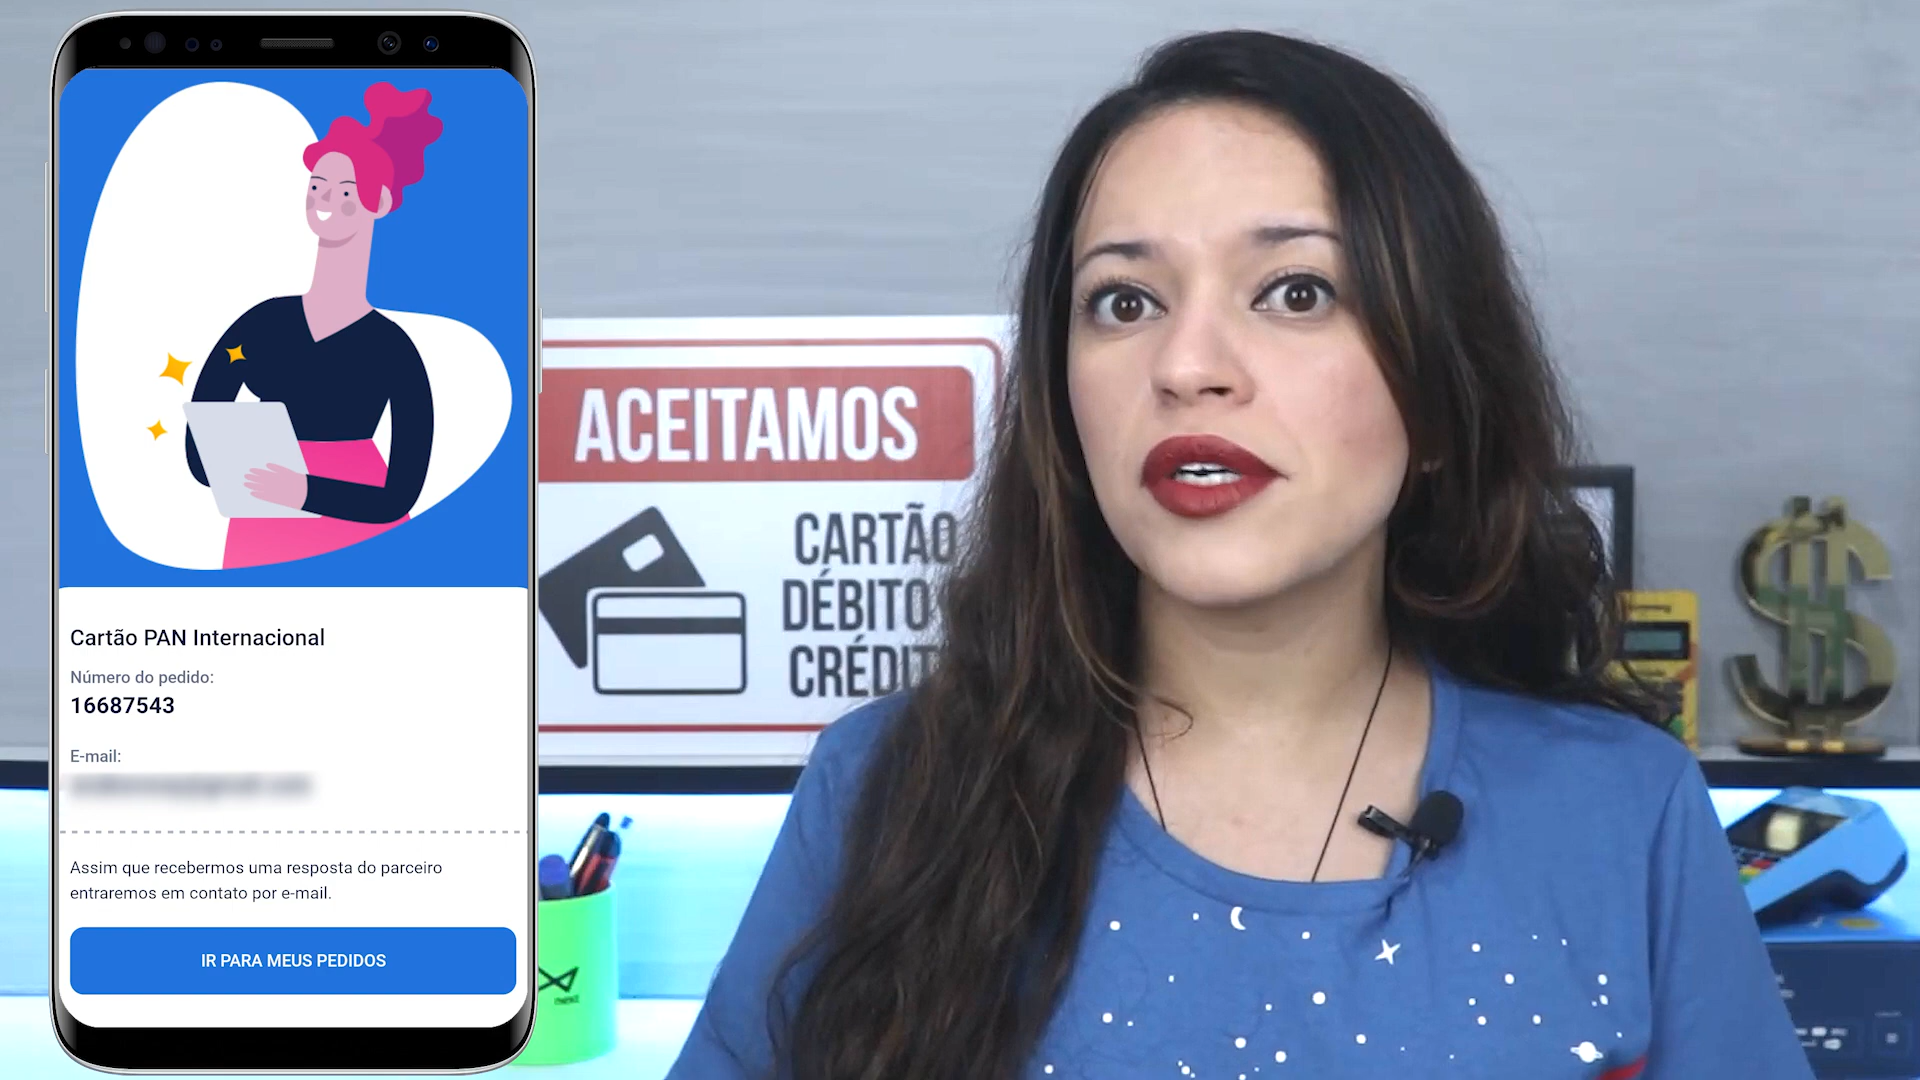 Cartão PAN Internacional
Número do pedido:
16687543
E-mail:
Assim que recebermos uma resposta do parceiro
entraremos em contato por e-mail.
IR PARA MEUS PEDIDOS
ACEITAMOS
CARTÃO
DÉBITO
CRÉDIT
next